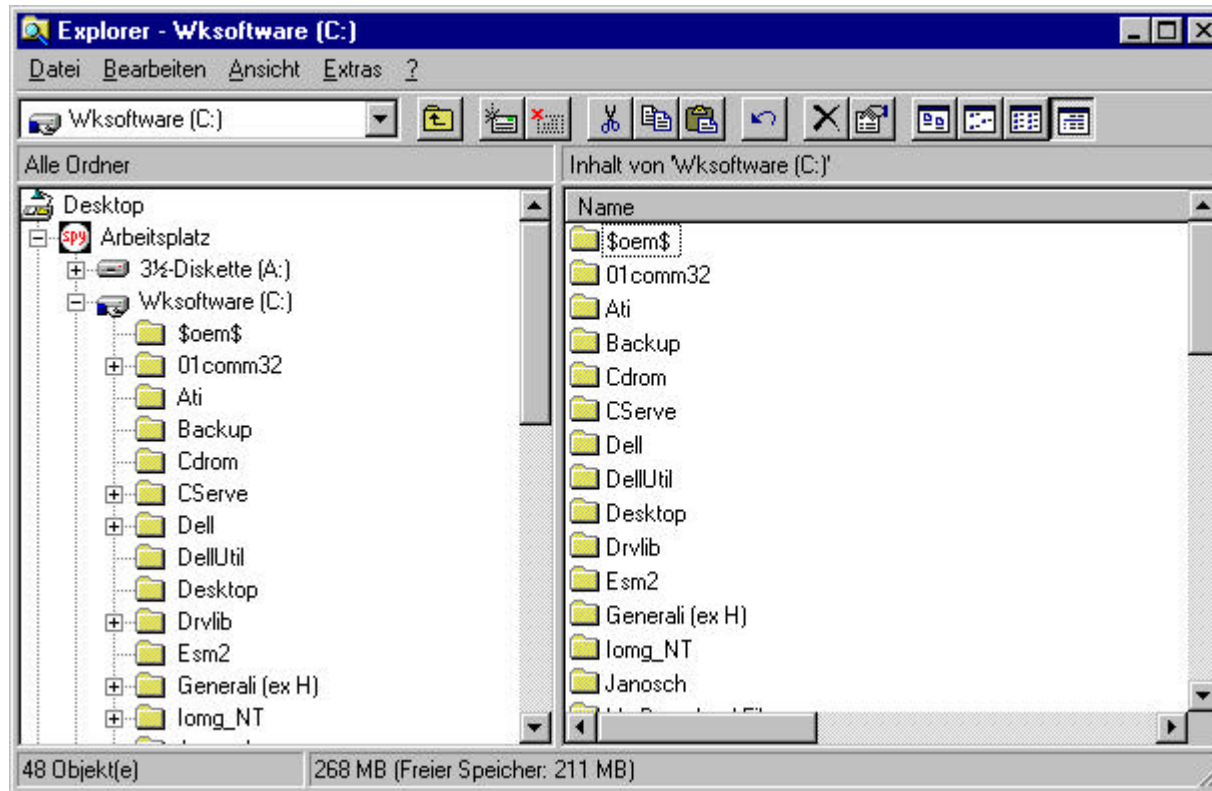 Explorer - Wksoftware (C:)
Datei Bearbeiten Ansicht Extras ?
Wksoftware (C:)
Alle Ordner
Inhalt von 'Wksoftware (C:)'
Desktop
spy Arbeitsplatz
3½-Diskette (A:)
Wksoftware (C:)
$oem$
01comm32
Ati
Backup
Cdrom
CServe
Dell
DellUtil
Desktop
Drvlib
Esm2
Generali (ex H)
Iomg_NT
Name
$oem$
01comm32
Ati
Backup
Cdrom
CServe
Dell
DellUtil
Desktop
Drvlib
Esm2
Generali (ex H)
Iomg_NT
Janosch
48 Objekt(e)
268 MB (Freier Speicher: 211 MB)